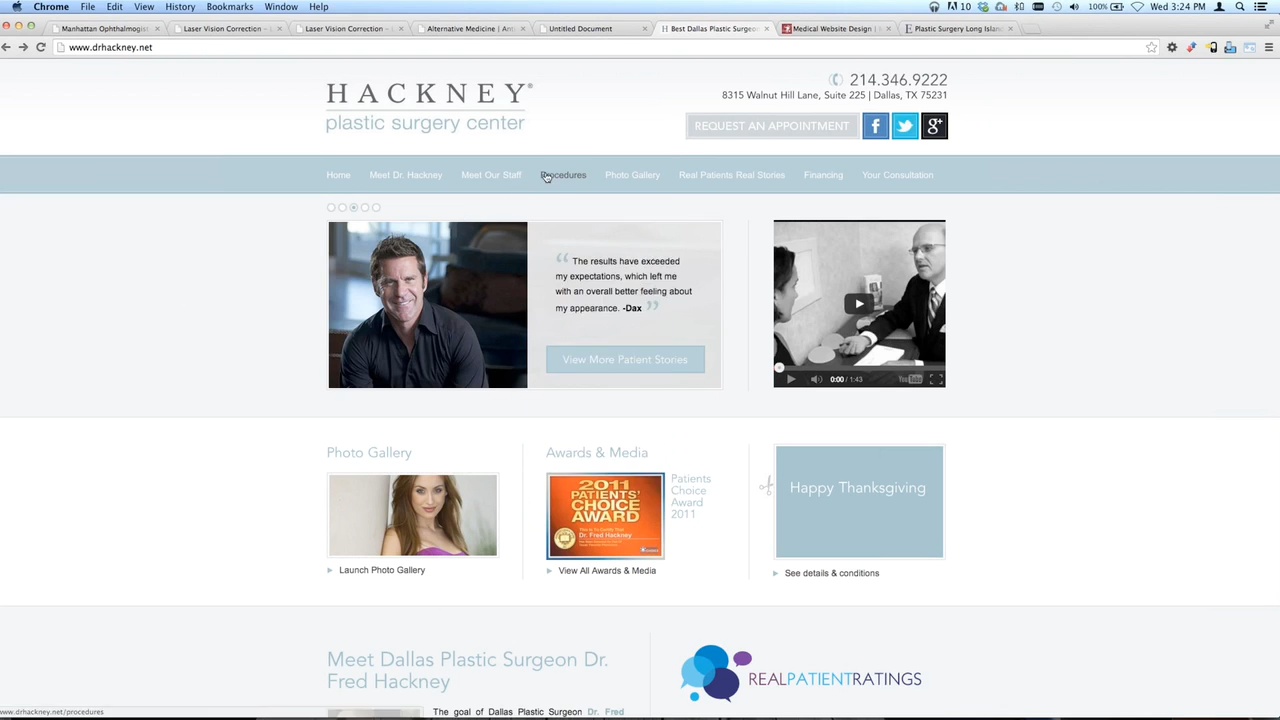 Chrome File Edit View History Bookmarks Window Help
10 100% Wed 3:24 PM
Manhattan Ophthalmologist Laser Vision Correction – Laser Vision Correction – Alternative Medicine | Anti Untitled Document Best Dallas Plastic Surgeon Medical Website Design | Plastic Surgery Long Island
www.drhackney.net
HACKNEY®
plastic surgery center
214.346.9222
8315 Walnut Hill Lane, Suite 225 | Dallas, TX 75231
REQUEST AN APPOINTMENT
Home Meet Dr. Hackney Meet Our Staff Procedures Photo Gallery Real Patients Real Stories Financing Your Consultation
“ The results have exceeded
my expectations, which left me
with an overall better feeling about
my appearance. -Dax ”
View More Patient Stories
0:00 / 1:43 YouTube
Photo Gallery
Launch Photo Gallery
Awards & Media
2011
PATIENTS'
CHOICE
AWARD
Dr. Fred Hackney
Patients
Choice
Award
2011
View All Awards & Media
Happy Thanksgiving
See details & conditions
Meet Dallas Plastic Surgeon Dr.
Fred Hackney
The goal of Dallas Plastic Surgeon Dr. Fred
REALPATIENTRATINGS
www.drhackney.net/procedures